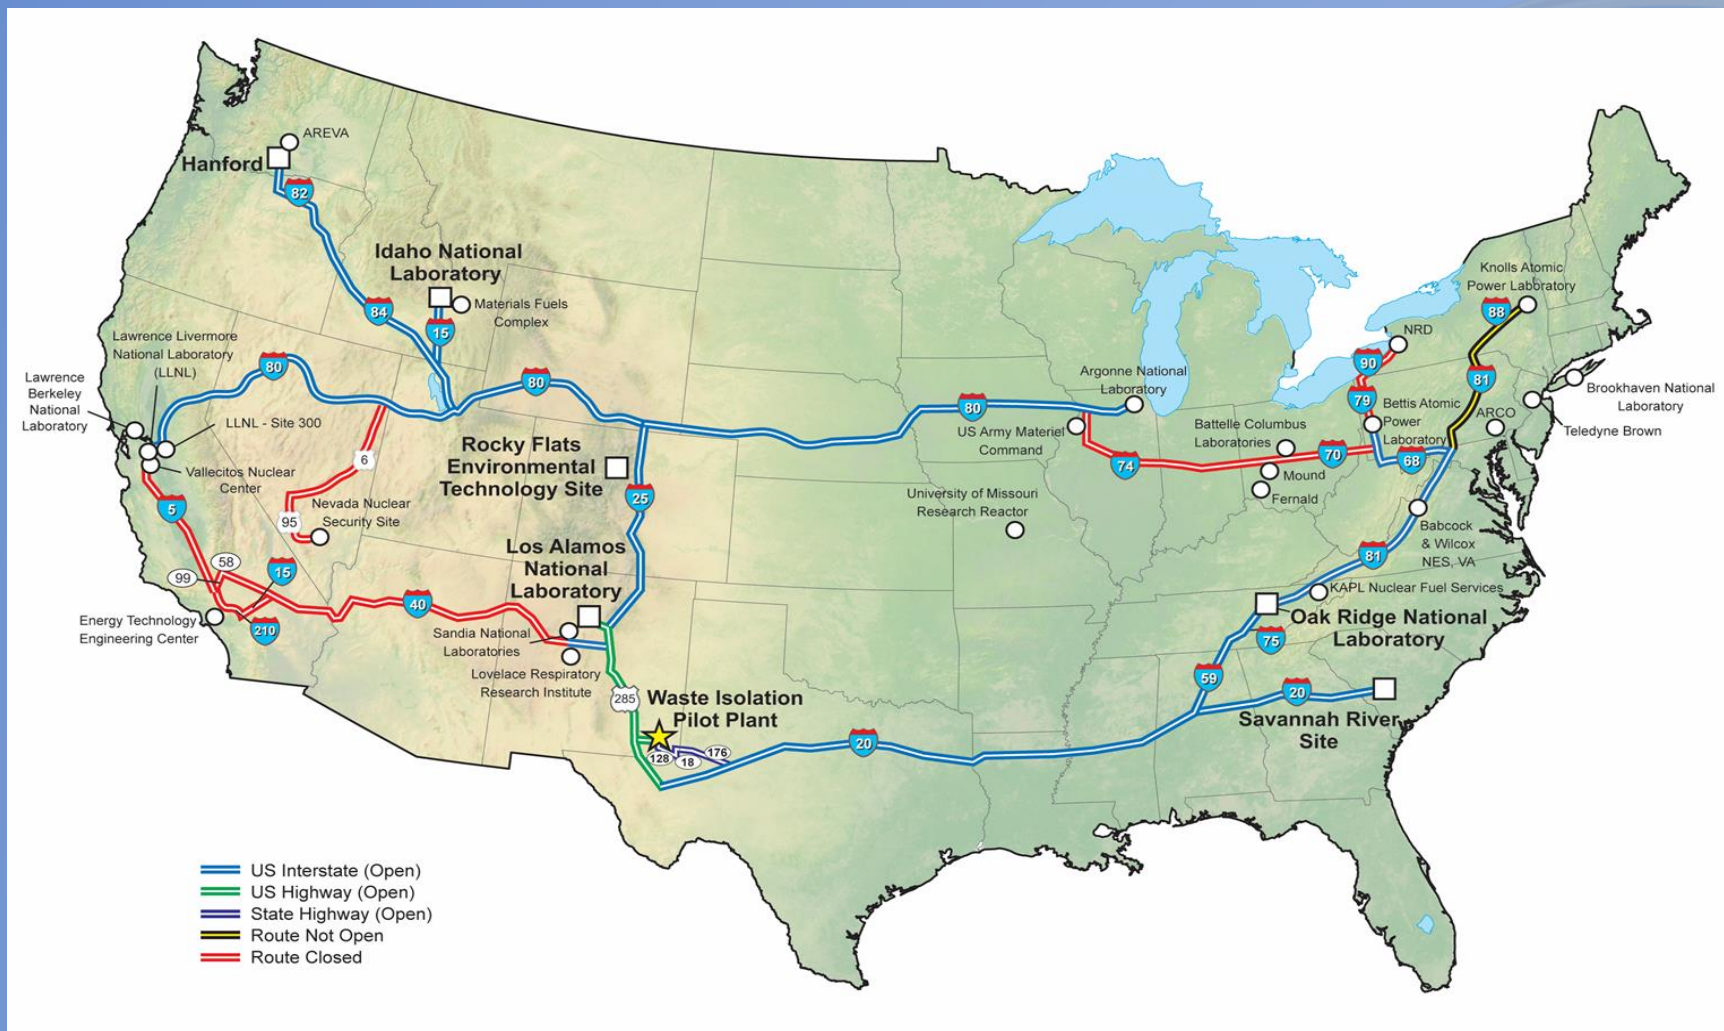 AREVA
Hanford
82
Idaho National
Laboratory
Materials Fuels
Complex
84
15
Knolls Atomic
Power Laboratory
88
Lawrence Livermore
National Laboratory
(LLNL)
80
80
NRD
90
Lawrence
Berkeley
National
Laboratory
Argonne National
Laboratory
81
Brookhaven National
Laboratory
80
79
Bettis Atomic
Power
Laboratory
ARCO
Teledyne Brown
LLNL - Site 300
US Army Materiel
Command
Battelle Columbus
Laboratories
Rocky Flats
Environmental
Technology Site
6
74
70
68
Vallecitos Nuclear
Center
Mound
Fernald
25
University of Missouri
Research Reactor
5
Nevada Nuclear
Security Site
95
Babcock
& Wilcox
NES, VA
Los Alamos
National
Laboratory
81
58
99
15
KAPL Nuclear Fuel Services
40
Oak Ridge National
Laboratory
Energy Technology
Engineering Center
210
Sandia National
Laboratories
75
Lovelace Respiratory
Research Institute
59
285
Waste Isolation
Pilot Plant
20
Savannah River
Site
20
128
18
176
US Interstate (Open)
US Highway (Open)
State Highway (Open)
Route Not Open
Route Closed